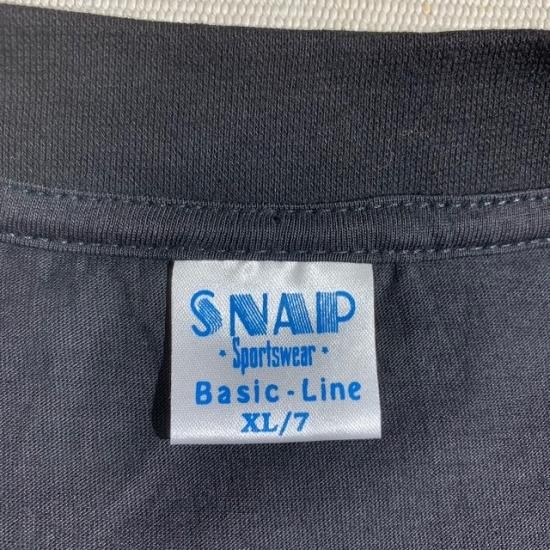 SNAP
• Sportswear •
Basic - Line
XL/7